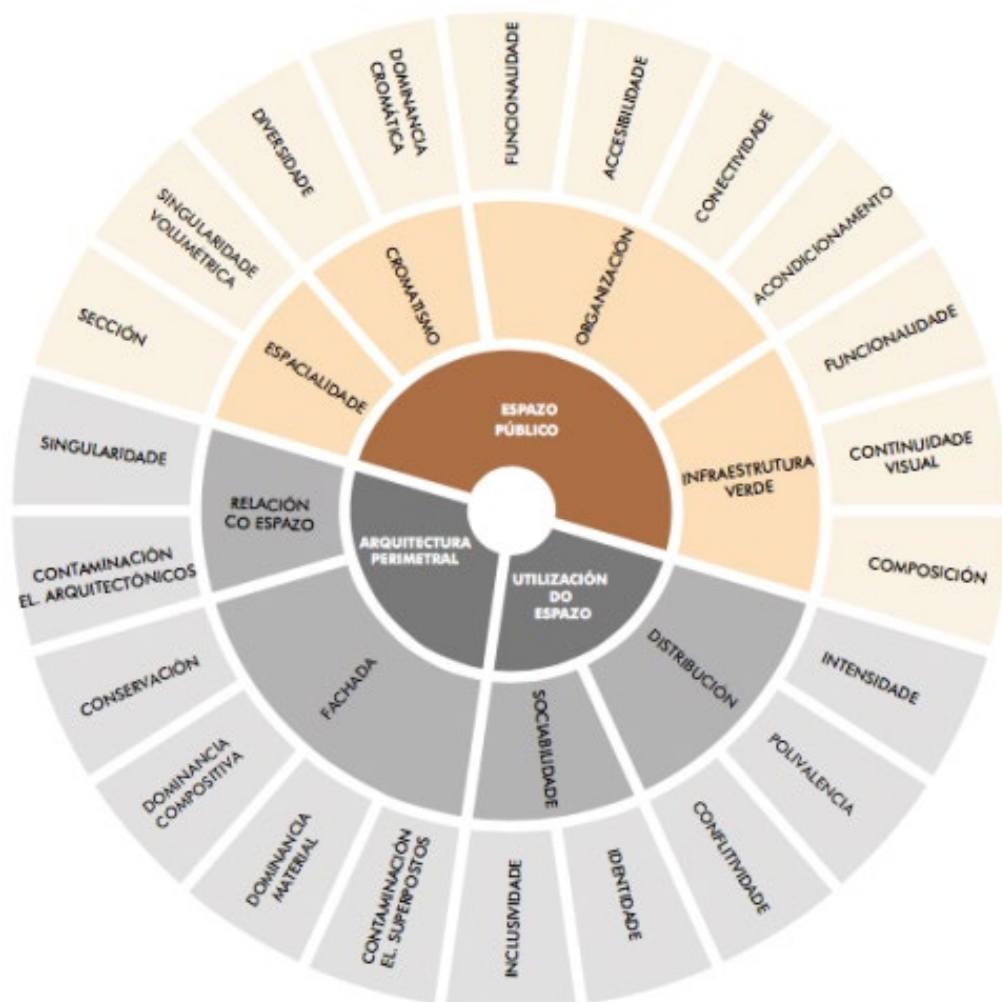 ESPAZO
PÚBLICO
ARQUITECTURA
PERIMETRAL
UTILIZACIÓN
DO
ESPAZO
ESPACIALIDADE
CROMATISMO
ORGANIZACIÓN
INFRAESTRUTURA
VERDE
DISTRIBUCIÓN
SOCIABILIDADE
FACHADA
RELACIÓN
CO ESPAZO
SECCIÓN
SINGULARIDADE
VOLUMÉTRICA
DIVERSIDADE
DOMINANCIA
CROMÁTICA
FUNCIONALIDADE
ACCESIBILIDADE
CONECTIVIDADE
ACONDICIONAMENTO
FUNCIONALIDADE
CONTINUIDADE
VISUAL
COMPOSICIÓN
INTENSIDADE
POLIVALENCIA
CONFLITIVIDADE
IDENTIDADE
INCLUSIVIDADE
CONTAMINACIÓN
EL. SUPERPOSTOS
DOMINANCIA
MATERIAL
DOMINANCIA
COMPOSITIVA
CONSERVACIÓN
CONTAMINACIÓN
EL. ARQUITECTÓNICOS
SINGULARIDADE